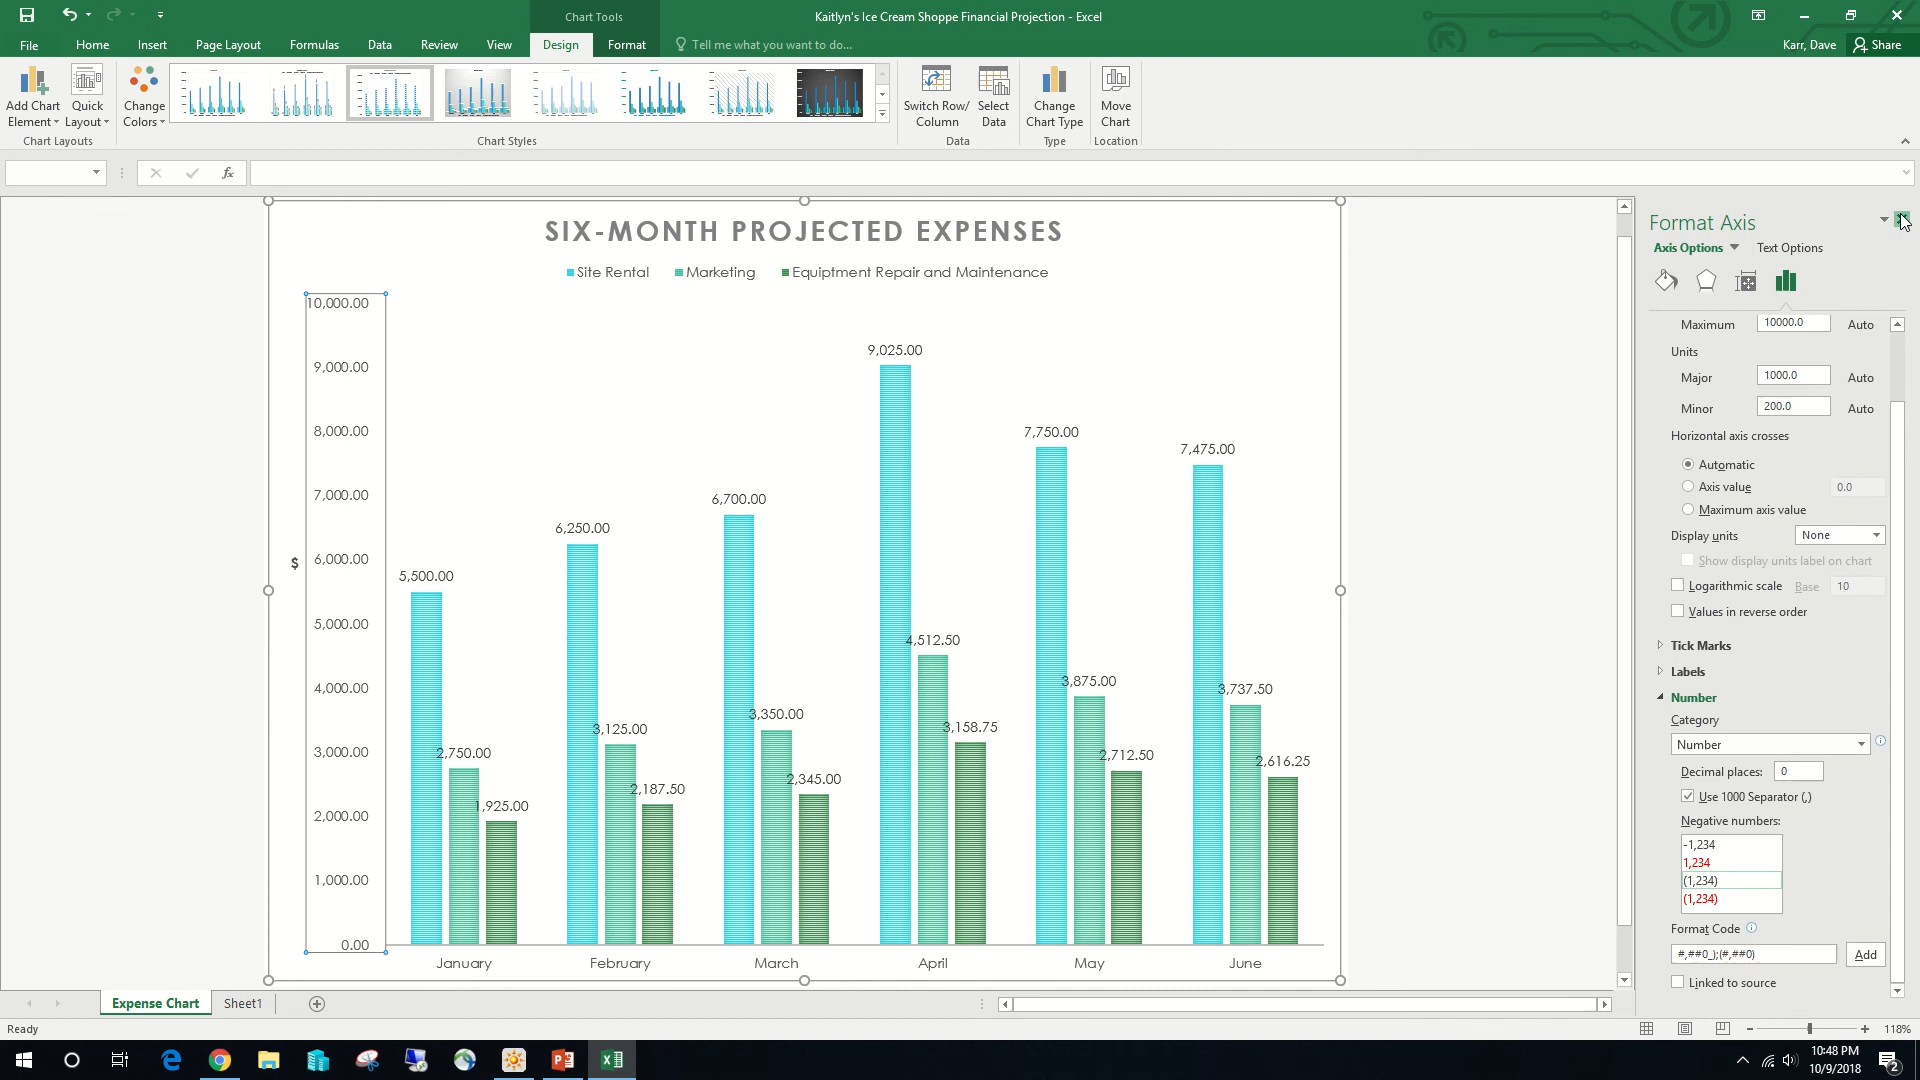 Chart Tools
Kaitlyn's Ice Cream Shoppe Financial Projection - Excel
File Home Insert Page Layout Formulas Data Review View Design Format Tell me what you want to do... Karr, Dave Share
Add Chart Element Quick Layout Change Colors Switch Row/ Column Select Data Change Chart Type Move Chart
Chart Layouts Chart Styles Data Type Location
fx
SIX-MONTH PROJECTED EXPENSES
Site Rental Marketing Equiptment Repair and Maintenance
10,000.00
9,000.00
8,000.00
7,000.00
6,000.00
5,000.00
4,000.00
3,000.00
2,000.00
1,000.00
0.00
$
5,500.00
2,750.00
1,925.00
6,250.00
3,125.00
2,187.50
6,700.00
3,350.00
2,345.00
9,025.00
4,512.50
3,158.75
7,750.00
3,875.00
2,712.50
7,475.00
3,737.50
2,616.25
January February March April May June
Format Axis
Axis Options Text Options
Maximum 10000.0 Auto
Units
Major 1000.0 Auto
Minor 200.0 Auto
Horizontal axis crosses
Automatic
Axis value 0.0
Maximum axis value
Display units None
Show display units label on chart
Logarithmic scale Base 10
Values in reverse order
Tick Marks
Labels
Number
Category
Number
Decimal places: 0
Use 1000 Separator (,)
Negative numbers:
-1,234
1,234
(1,234)
(1,234)
Format Code
#,##0_);(#,##0)
Add
Linked to source
Expense Chart Sheet1
Ready
118%
10:48 PM
10/9/2018
2